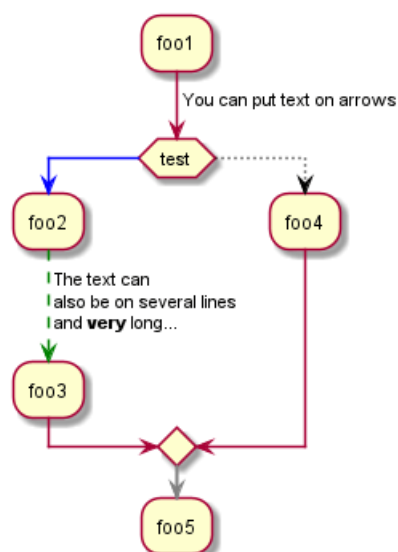 foo1
You can put text on arrows
test
foo2
foo4
The text can
also be on several lines
and very long...
foo3
foo5